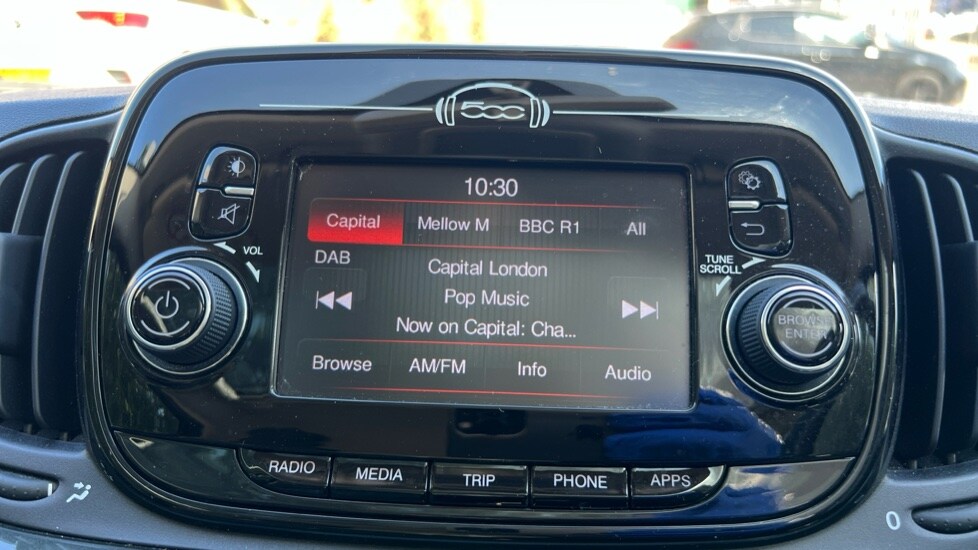 500
10:30
Capital Mellow M BBC R1 All
VOL
DAB
Capital London
TUNE
SCROLL
Pop Music
Now on Capital: Cha...
BROWSE
ENTER
Browse AM/FM Info Audio
RADIO MEDIA TRIP PHONE APPS
0